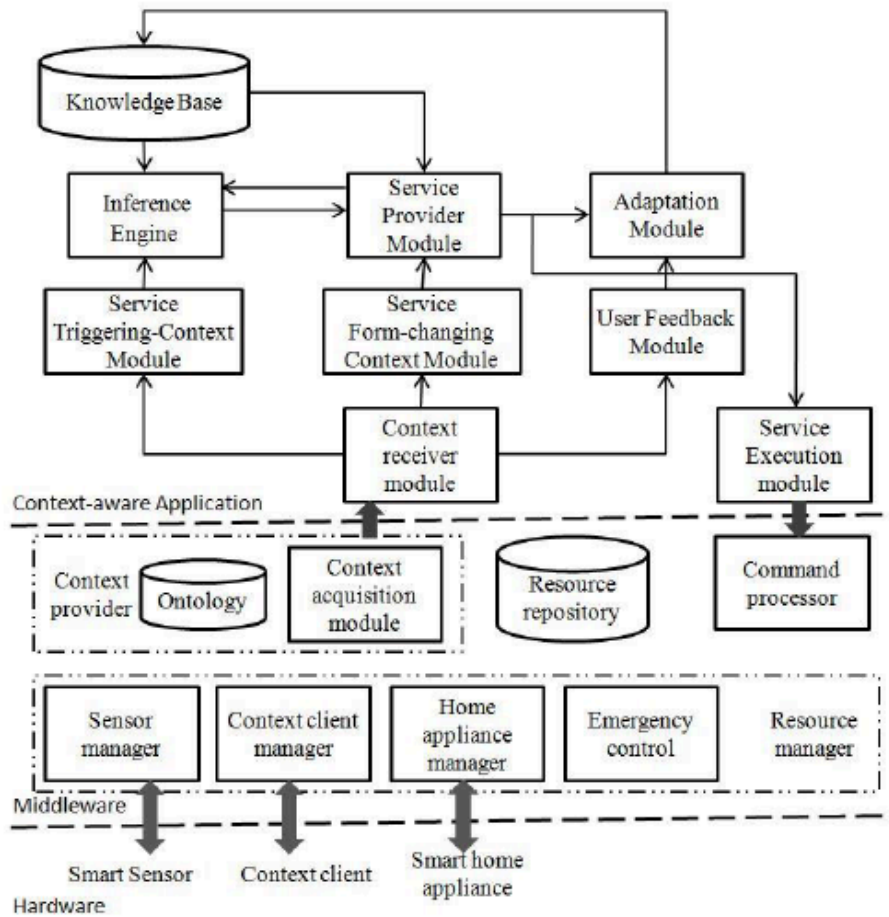 Knowledge Base
Inference
Engine
Service
Provider
Module
Adaptation
Module
Service
Triggering-Context
Module
Service
Form-changing
Context Module
User Feedback
Module
Context
receiver
module
Service
Execution
module
Context-aware Application
Context
provider
Ontology
Context
acquisition
module
Resource
repository
Command
processor
Sensor
manager
Context client
manager
Home
appliance
manager
Emergency
control
Resource
manager
Middleware
Smart Sensor
Context client
Smart home
appliance
Hardware